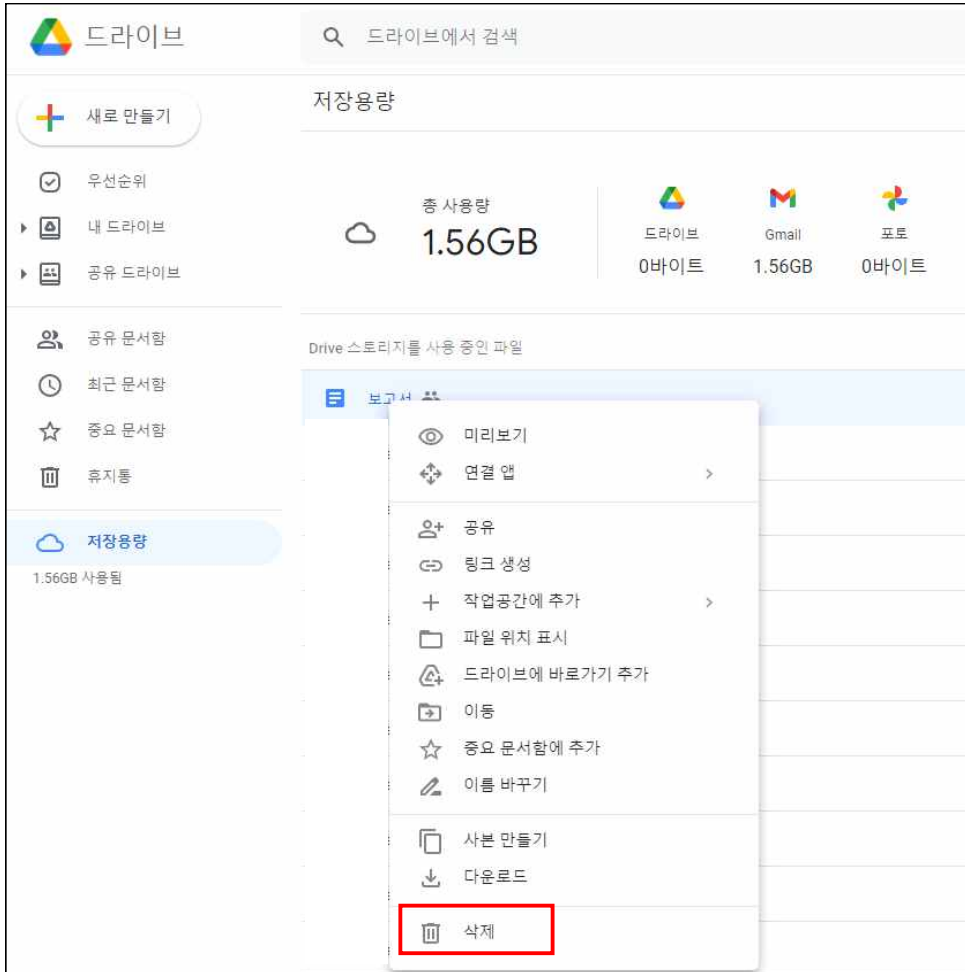 드라이브
드라이브에서 검색
새로 만들기
우선순위
내 드라이브
공유 드라이브
공유 문서함
최근 문서함
중요 문서함
휴지통
저장용량
1.56GB 사용됨
저장용량
총 사용량
1.56GB
드라이브
0바이트
Gmail
1.56GB
포토
0바이트
Drive 스토리지를 사용 중인 파일
보고서
미리보기
연결 앱
공유
링크 생성
작업공간에 추가
파일 위치 표시
드라이브에 바로가기 추가
이동
중요 문서함에 추가
이름 바꾸기
사본 만들기
다운로드
삭제